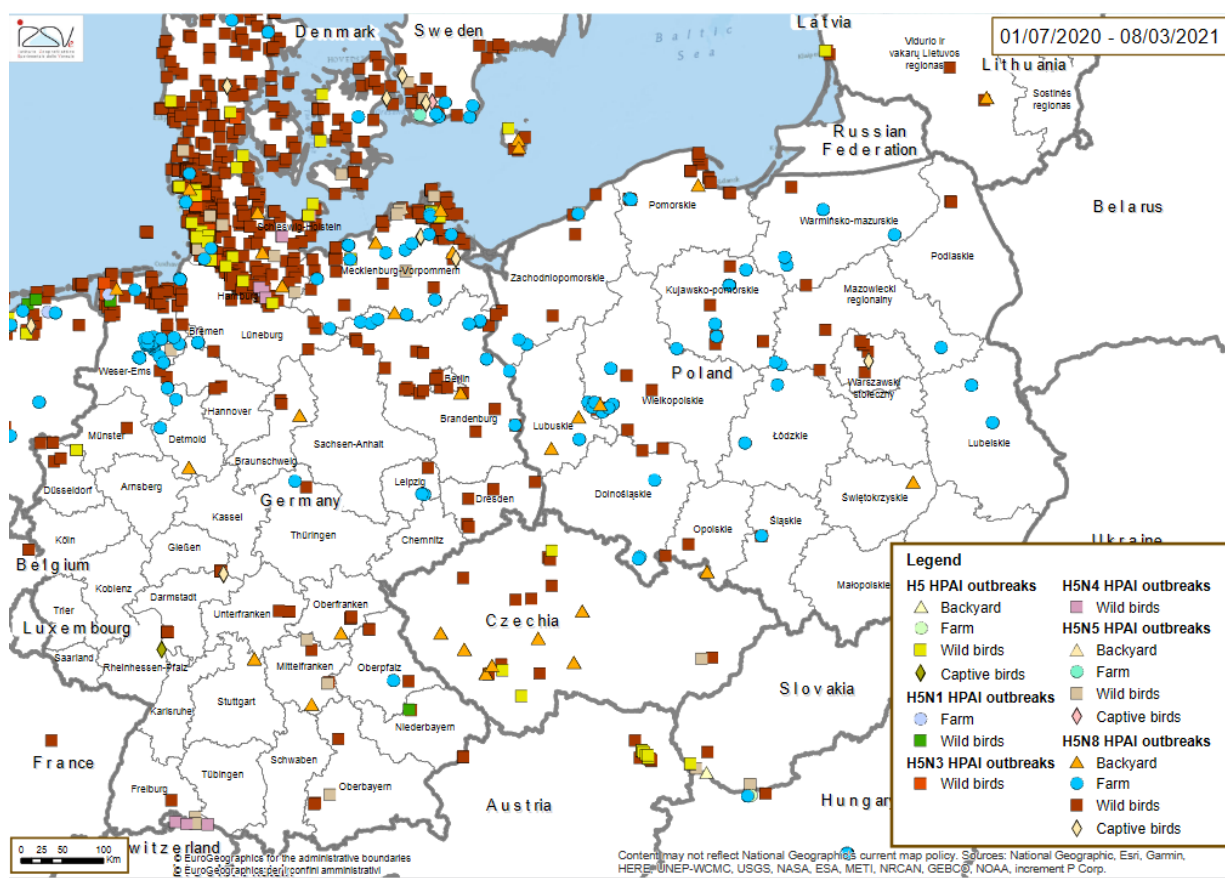 IZSVe
Denmark
Sweden
Latvia
01/07/2020 - 08/03/2021
Baltic
Sea
Vidurio ir
vakarų Lietuvos
regionas
Lithuania
Sostinės
regionas
Russian
Federation
Belarus
Pomorskie
Warmińsko-mazurskie
Podlaskie
Schleswig-Holstein
Mecklenburg-Vorpommern
Zachodniopomorskie
Kujawsko-pomorskie
Mazowiecki
regionalny
Hamburg
Bremen
Lüneburg
Weser-Ems
Berlin
Poland
Wielkopolskie
Warszawski
stołeczny
Hannover
Brandenburg
Lubuskie
Münster
Detmold
Sachsen-Anhalt
Łódzkie
Lubelskie
Braunschweig
Düsseldorf
Arnsberg
Germany
Leipzig
Dresden
Dolnośląskie
Świętokrzyskie
Kassel
Köln
Thüringen
Chemnitz
Opolskie
Śląskie
Gießen
Belgium
Ukraine
Koblenz
Małopolskie
Darmstadt
Trier
Unterfranken
Oberfranken
Luxembourg
Czechia
Saarland
Rheinhessen-Pfalz
Mittelfranken
Oberpfalz
Slovakia
Karlsruhe
Stuttgart
Niederbayern
France
Schwaben
Tübingen
Freiburg
Oberbayern
Austria
Hungary
Switzerland
Legend
H5 HPAI outbreaks
Backyard
Farm
Wild birds
Captive birds
H5N1 HPAI outbreaks
Farm
Wild birds
H5N3 HPAI outbreaks
Wild birds
H5N4 HPAI outbreaks
Wild birds
H5N5 HPAI outbreaks
Backyard
Farm
Wild birds
Captive birds
H5N8 HPAI outbreaks
Backyard
Farm
Wild birds
Captive birds
0 25 50 100
Km
© EuroGeographics for the administrative boundaries
© EuroGeographics per i confini amministrativi
Content may not reflect National Geographic's current map policy. Sources: National Geographic, Esri, Garmin,
HERE, UNEP-WCMC, USGS, NASA, ESA, METI, NRCAN, GEBCO, NOAA, increment P Corp.